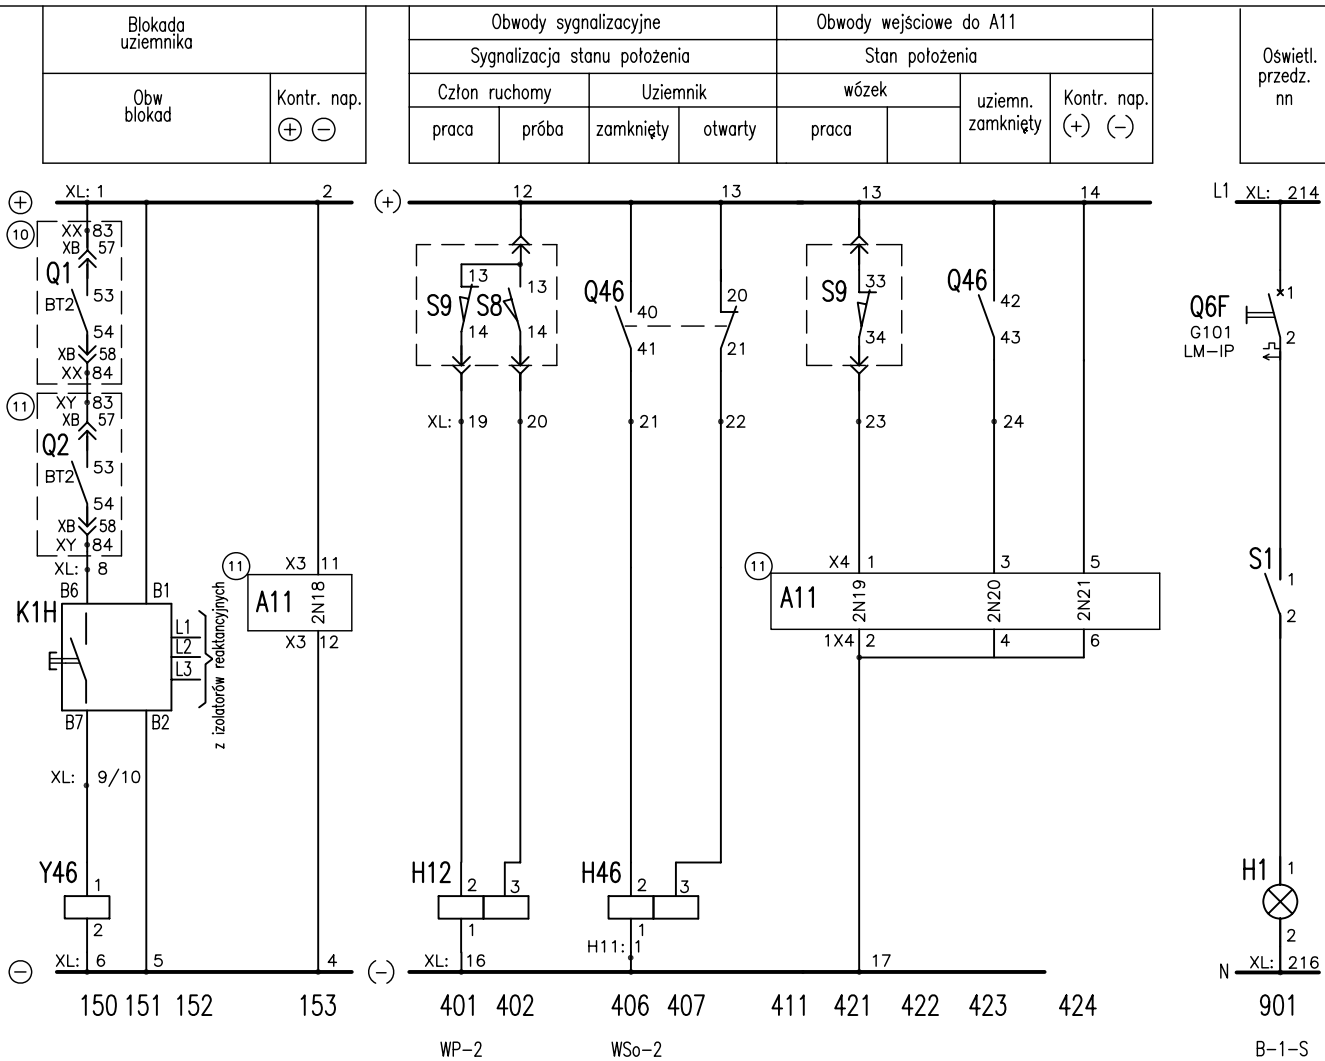 Blokada
uziemnika
Obw
blokad
Kontr. nap.
+ −
Obwody sygnalizacyjne
Sygnalizacja stanu położenia
Człon ruchomy
Uziemnik
praca
próba
zamknięty
otwarty
Obwody wejściowe do A11
Stan położenia
wózek
praca
uziemn.
zamknięty
Kontr. nap.
(+) (−)
Oświetl.
przedz.
nn
+
XL: 1
2
(+)
12
13
13
14
L1
XL: 214
10
XX 83
XB 57
Q1
BT2
53
54
XB 58
XX 84
11
XY 83
XB 57
Q2
BT2
53
54
XB 58
XY 84
XL: 8
B6
B1
K1H
L1
L2
L3
z izolatorów reaktancyjnych
B7
B2
XL: 9/10
Y46
1
2
11
X3 11
A11
2N18
X3 12
S9
13
14
S8
13
14
XL: 19
20
Q46
40
41
20
21
21
22
S9
33
34
23
Q46
42
43
24
11
X4 1
3
5
A11
2N19
2N20
2N21
1X4 2
4
6
H12
2
3
1
H46
2
3
1
H11: 1
Q6F
G101
LM-IP
1
2
S1
1
2
H1
1
2
−
XL: 6
5
4
(−)
XL: 16
17
N
XL: 216
150 151 152
153
401 402
406 407
411 421 422 423 424
901
WP-2
WSo-2
B-1-S